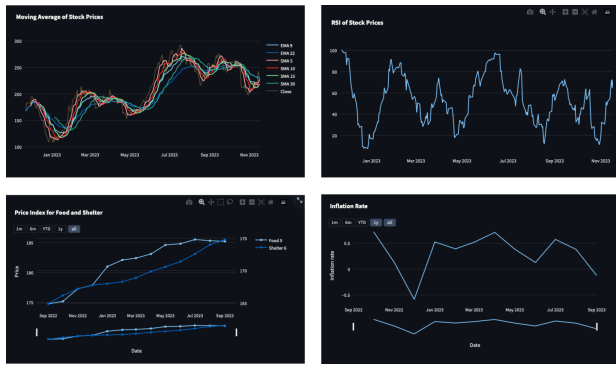 Moving Average of Stock Prices
300
250
200
150
100
Jan 2023
Mar 2023
May 2023
Jul 2023
Sep 2023
Nov 2023
EMA 9
EMA 22
SMA 5
SMA 10
SMA 15
SMA 30
Close
RSI of Stock Prices
100
80
60
40
20
Jan 2023
Mar 2023
May 2023
Jul 2023
Sep 2023
Nov 2023
Price Index for Food and Shelter
1m 6m YTD 1y all
185
180
175
Price
175
170
165
Food 5
Shelter 6
Sep 2022
Nov 2022
Jan 2023
Mar 2023
May 2023
Jul 2023
Sep 2023
Date
Inflation Rate
1m 6m YTD 1y all
0.5
0
−0.5
Inflation rate
Sep 2022
Nov 2022
Jan 2023
Mar 2023
May 2023
Jul 2023
Sep 2023
Date